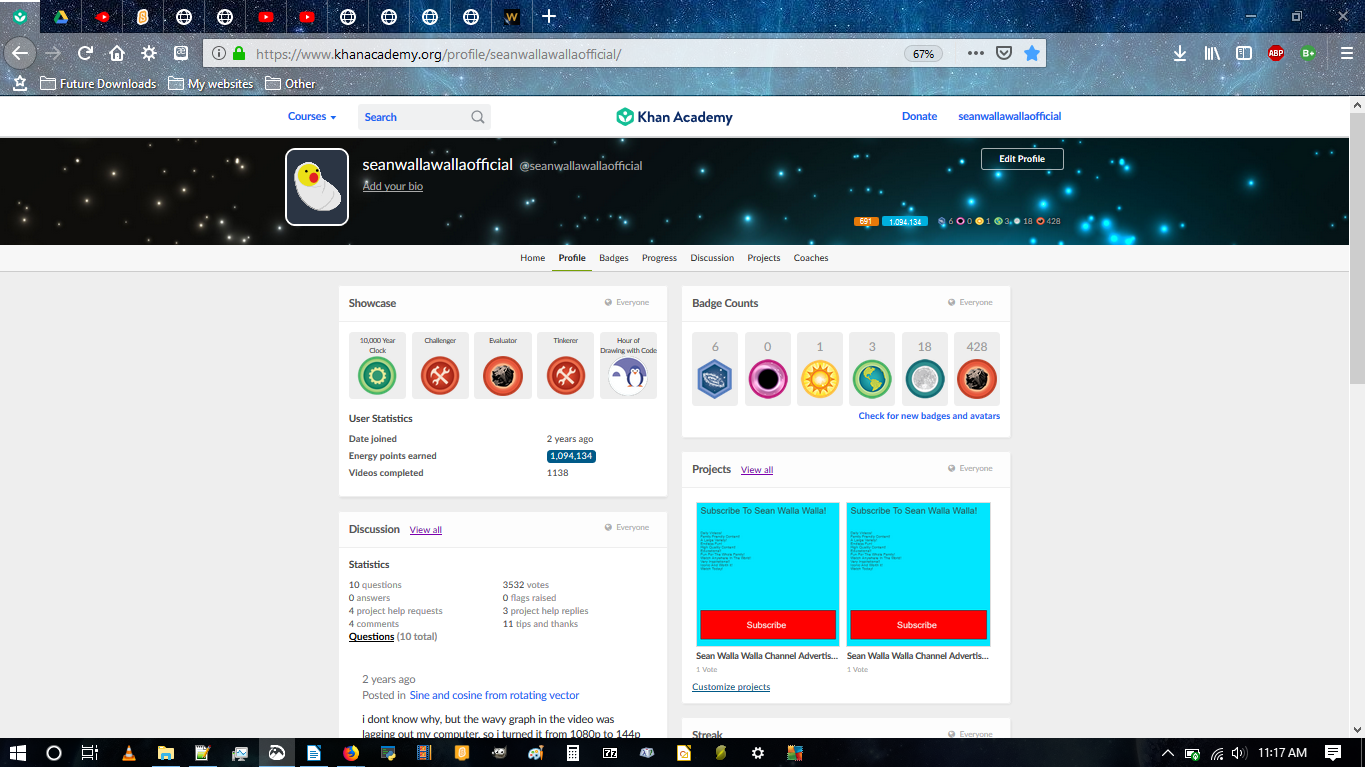 https://www.khanacademy.org/profile/seanwallawallaofficial/
67%
ABP
B+
Future Downloads
My websites
Other
Courses
Search
Khan Academy
Donate
seanwallawallaofficial
seanwallawallaofficial @seanwallawallaofficial
Add your bio
Edit Profile
691 1,094,134 6 0 1 3 18 428
Home Profile Badges Progress Discussion Projects Coaches
Showcase
Everyone
10,000 Year Clock
Challenger
Evaluator
Tinkerer
Hour of Drawing with Code
User Statistics
Date joined 2 years ago
Energy points earned 1,094,134
Videos completed 1138
Discussion View all
Everyone
Statistics
10 questions 3532 votes
0 answers 0 flags raised
4 project help requests 3 project help replies
4 comments 11 tips and thanks
Questions (10 total)
2 years ago
Posted in Sine and cosine from rotating vector
i dont know why, but the wavy graph in the video was
lagging out my computer, so i turned it from 1080p to 144p
Badge Counts
Everyone
6 0 1 3 18 428
Check for new badges and avatars
Projects View all
Everyone
Subscribe To Sean Walla Walla!
Subscribe
Sean Walla Walla Channel Advertis...
1 Vote
Subscribe To Sean Walla Walla!
Subscribe
Sean Walla Walla Channel Advertis...
1 Vote
Customize projects
Streak
Everyone
11:17 AM